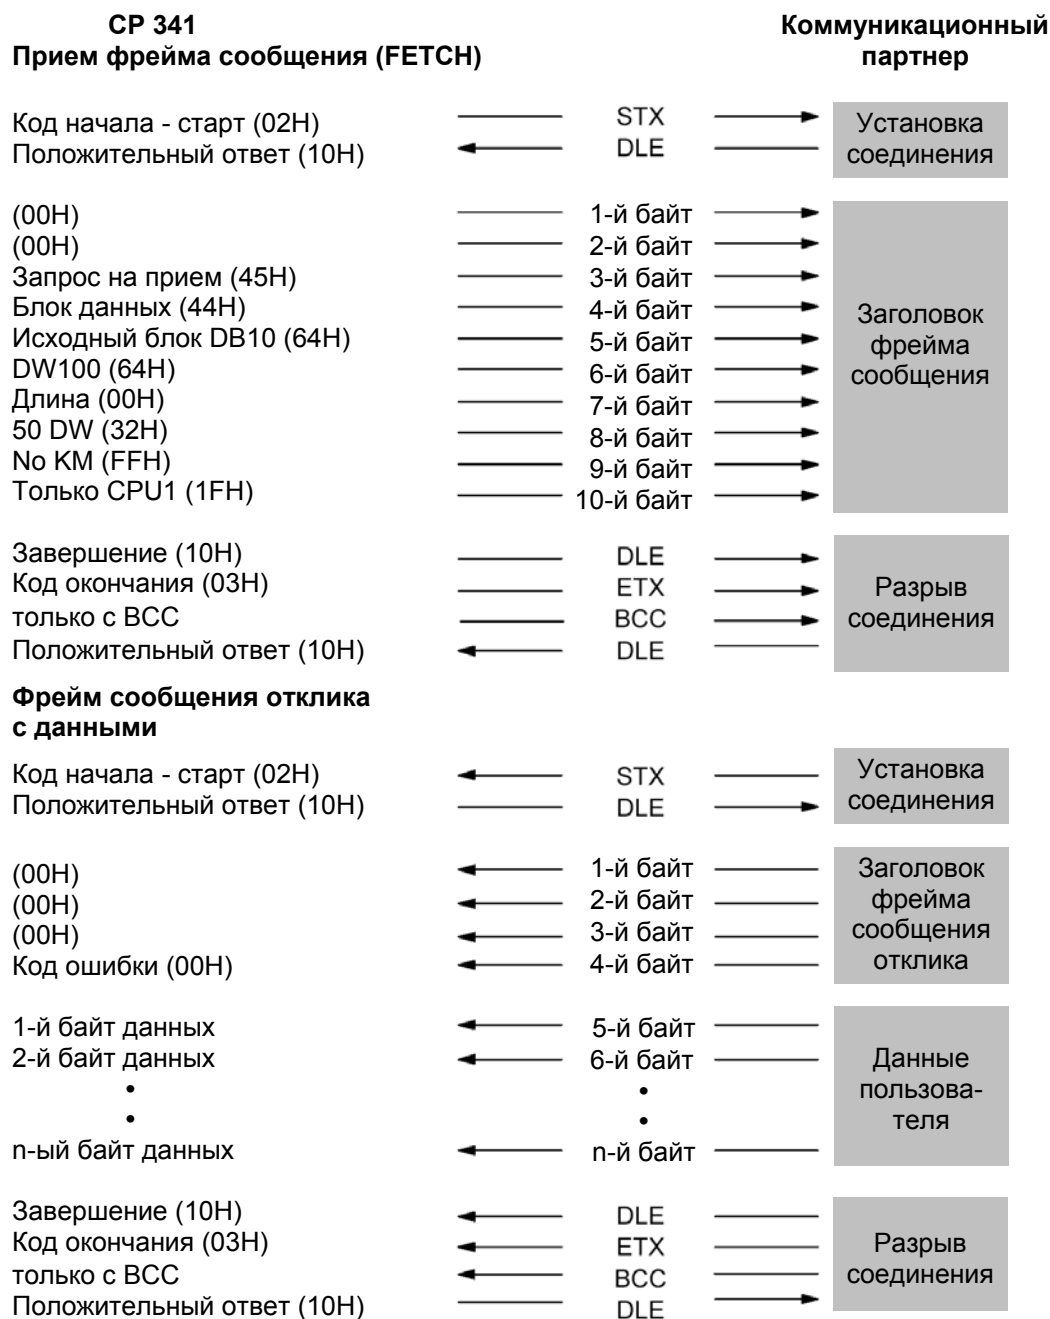 CP 341 Коммуникационный
Прием фрейма сообщения (FETCH) партнер
Код начала - старт (02H) STX Установка
Положительный ответ (10H) DLE соединения
(00H) 1-й байт
(00H) 2-й байт
Запрос на прием (45H) 3-й байт
Блок данных (44H) 4-й байт Заголовок
Исходный блок DB10 (64H) 5-й байт фрейма
DW100 (64H) 6-й байт сообщения
Длина (00H) 7-й байт
50 DW (32H) 8-й байт
No KM (FFH) 9-й байт
Только CPU1 (1FH) 10-й байт
Завершение (10H) DLE
Код окончания (03H) ETX Разрыв
только с BCC BCC соединения
Положительный ответ (10H) DLE
Фрейм сообщения отклика
с данными
Код начала - старт (02H) STX Установка
Положительный ответ (10H) DLE соединения
(00H) 1-й байт Заголовок
(00H) 2-й байт фрейма
(00H) 3-й байт сообщения
Код ошибки (00H) 4-й байт отклика
1-й байт данных 5-й байт
2-й байт данных 6-й байт Данные
• • пользова-
• • теля
n-ый байт данных n-й байт
Завершение (10H) DLE
Код окончания (03H) ETX Разрыв
только с BCC BCC соединения
Положительный ответ (10H) DLE